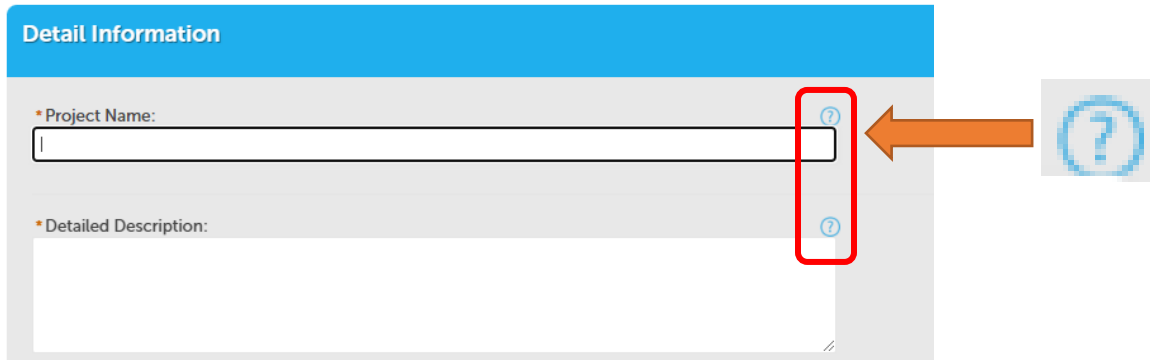 Detail Information
*Project Name:
?
?
*Detailed Description:
?